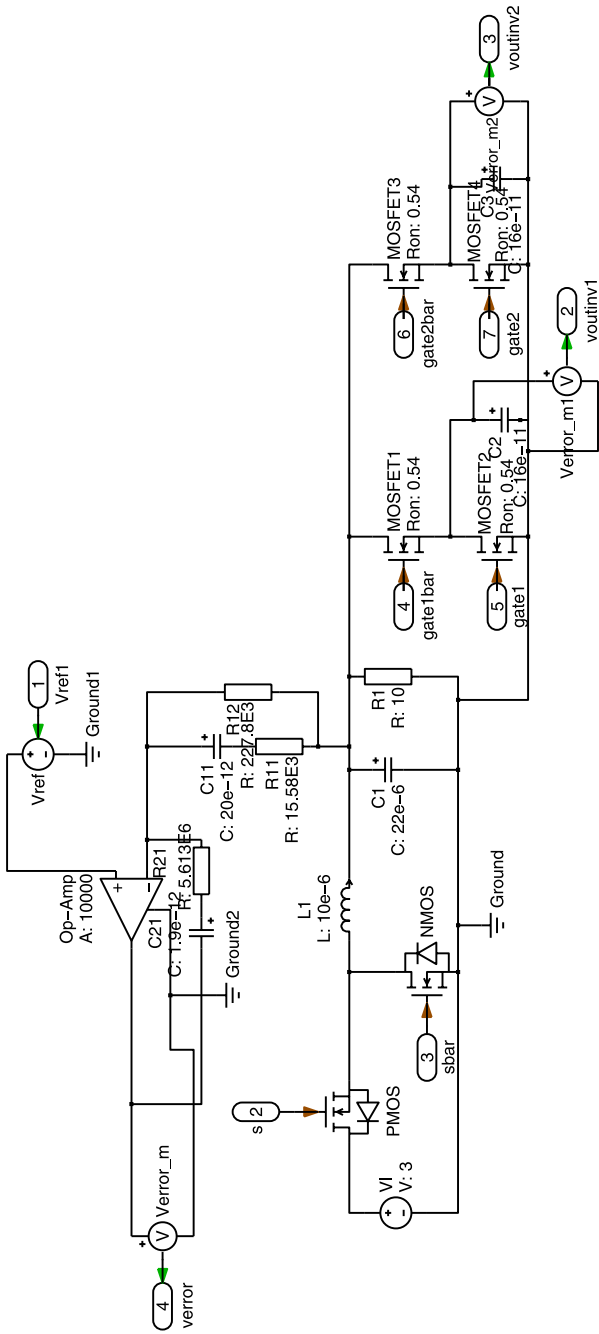 3
voutinv2
+
V
Verror_m2
+
C3
C: 16e-11
MOSFET3
Ron: 0.54
6
gate2bar
MOSFET4
Ron: 0.54
7
gate2
2
voutinv1
+
V
Verror_m1
+
C2
C: 16e-11
MOSFET1
Ron: 0.54
4
gate1bar
MOSFET2
Ron: 0.54
5
gate1
1
Vref1
+
-
Vref
Ground1
Op-Amp
A: 10000
+
-
R12
R: 227.8E3
+
C11
C: 20e-12
R11
R: 15.58E3
R21
R: 5.613E6
+
C21
C: 1.9e-12
Ground2
R1
R: 10
+
C1
C: 22e-6
L1
L: 10e-6
Ground
NMOS
3
sbar
s 2
PMOS
VI
V: 3
+
-
Verror_m
+
V
4
verror